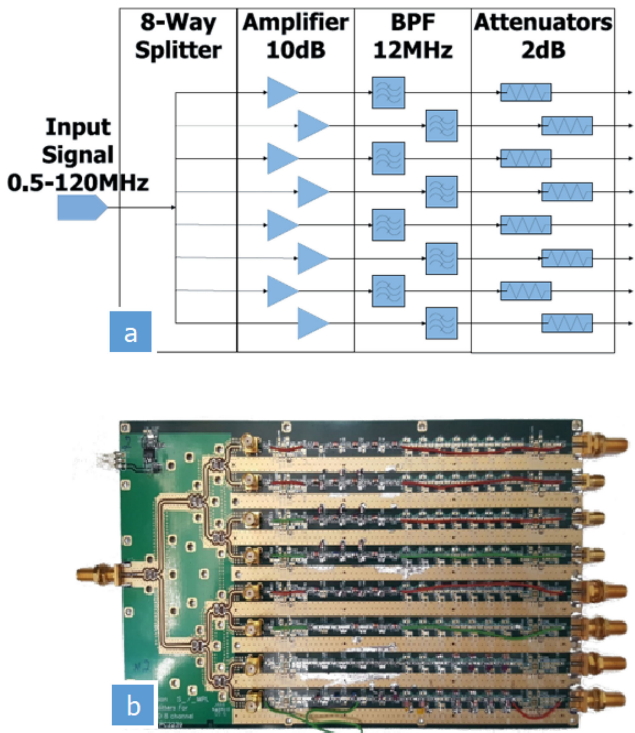 8-Way Splitter
Amplifier 10dB
BPF 12MHz
Attenuators 2dB
Input
Signal
0.5-120MHz
a
b